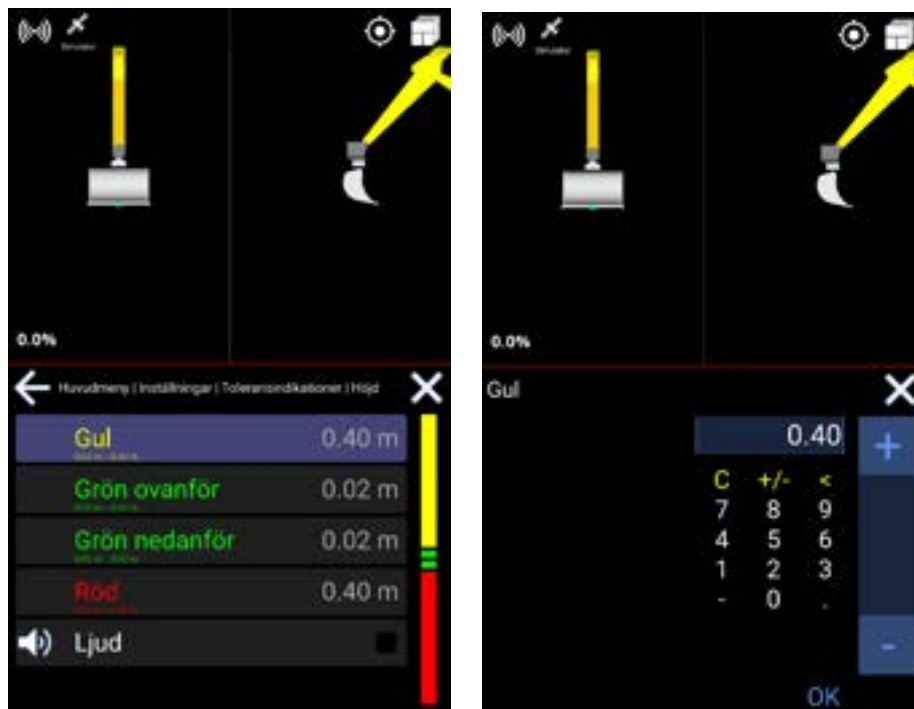 0.0%
Huvudmeny | Inställningar | Toleransindikationer | Höjd
Gul 0.40 m
Grön ovanför 0.02 m
Grön nedanför 0.02 m
Röd 0.40 m
Ljud
0.0%
Gul
0.40
+
C +/- <
7 8 9
4 5 6
1 2 3
- 0 .
-
OK